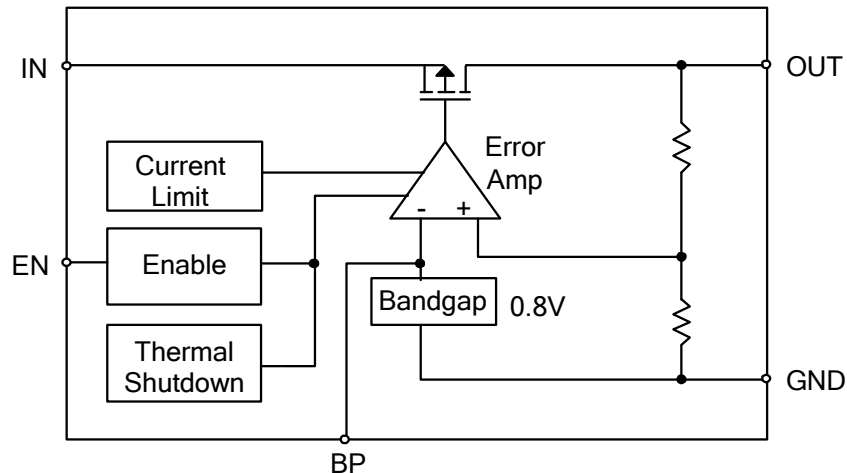 IN
OUT
Error
Amp
Current
Limit
- +
EN
Enable
Bandgap
0.8V
Thermal
Shutdown
GND
BP